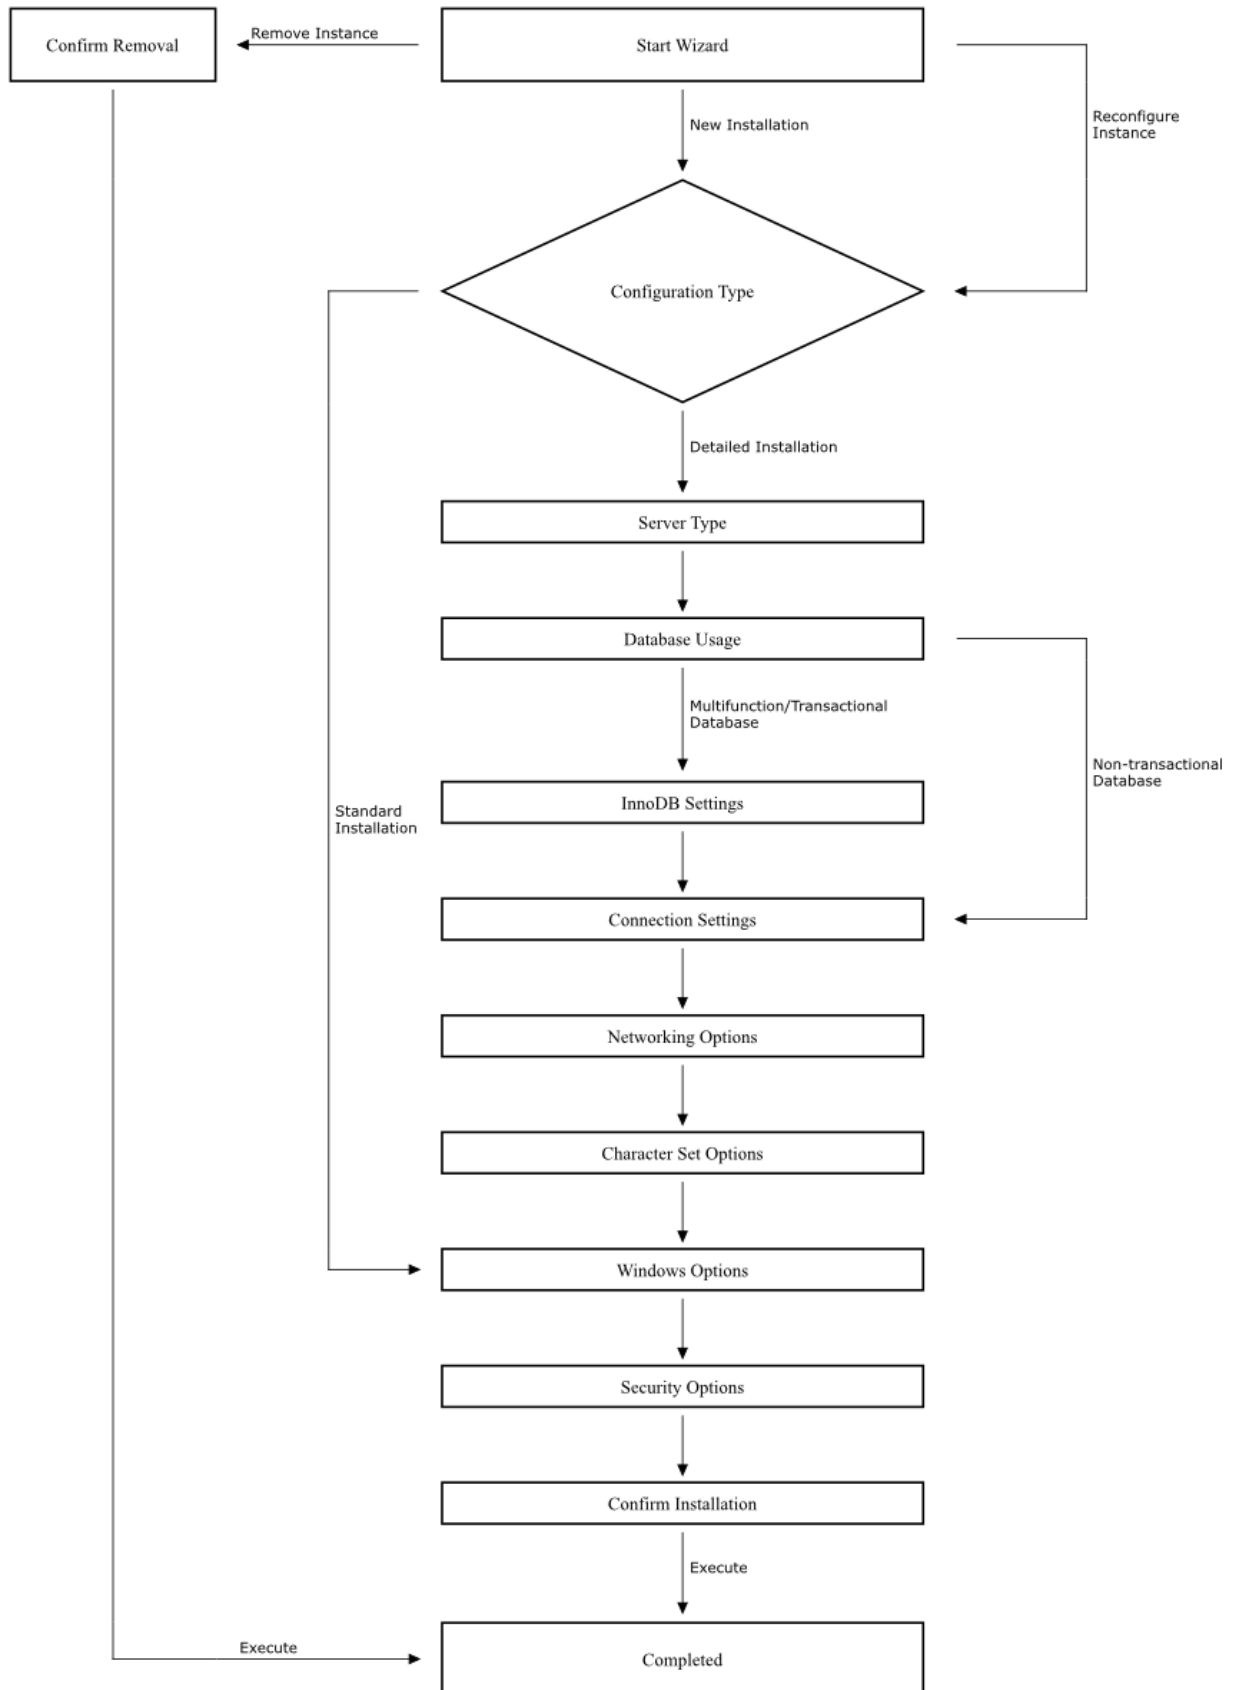 Confirm Removal
Remove Instance
Start Wizard
New Installation
Reconfigure
Instance
Configuration Type
Detailed Installation
Server Type
Database Usage
Multifunction/Transactional
Database
Non-transactional
Database
InnoDB Settings
Standard
Installation
Connection Settings
Networking Options
Character Set Options
Windows Options
Security Options
Confirm Installation
Execute
Execute
Completed